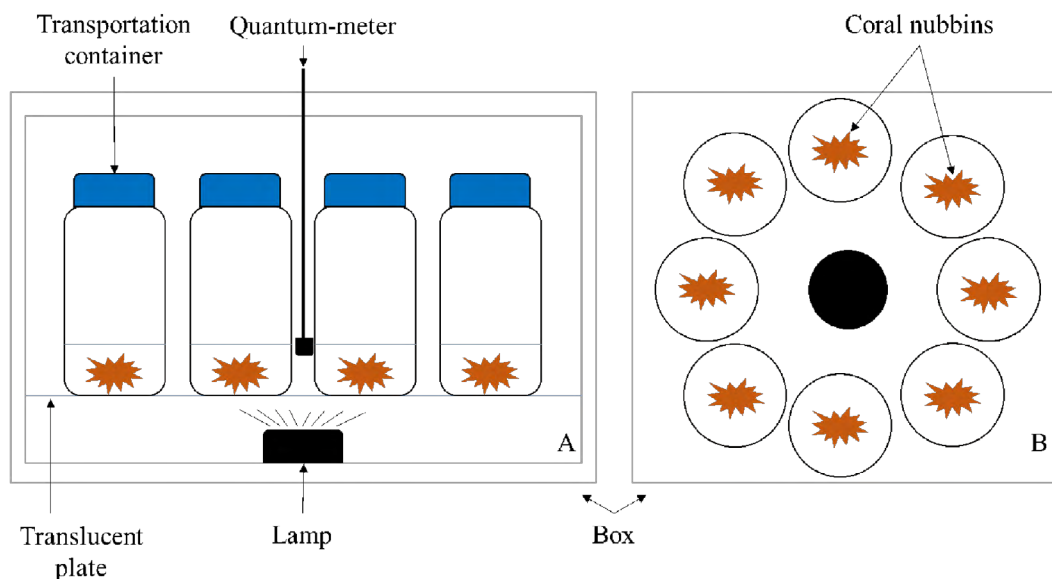 Transportation
container
Quantum-meter
Coral nubbins
A
B
Translucent
plate
Lamp
Box